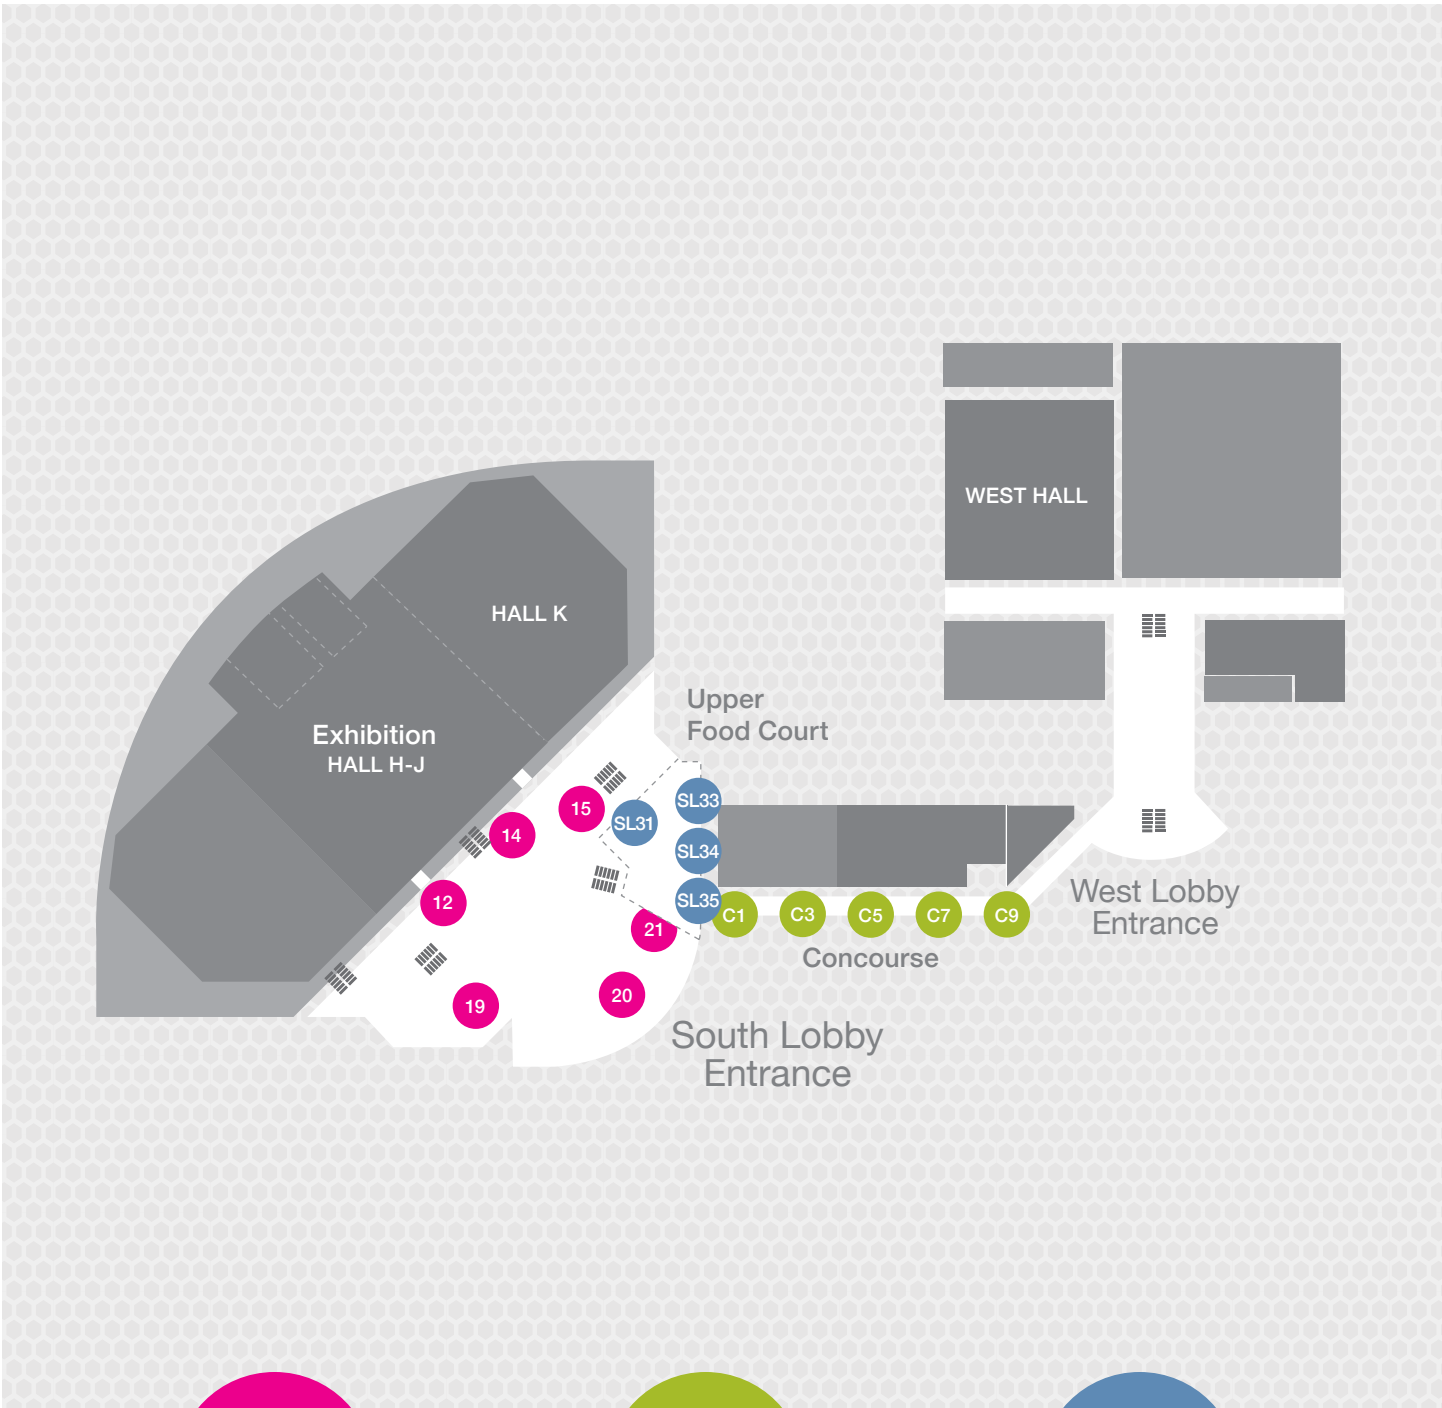 WEST HALL
HALL K
Exhibition
HALL H-J
Upper
Food Court
15
SL31
SL33
14
SL34
12
SL35
21
C1
C3
C5
C7
C9
West Lobby
Entrance
Concourse
20
19
South Lobby
Entrance